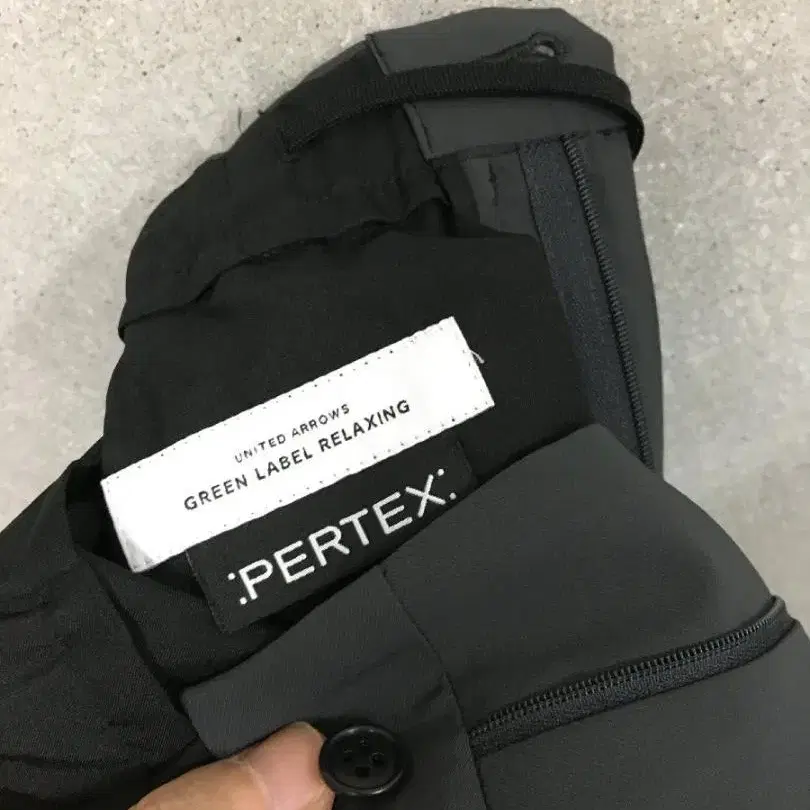 UNITED ARROWS
GREEN LABEL RELAXING
:PERTEX: